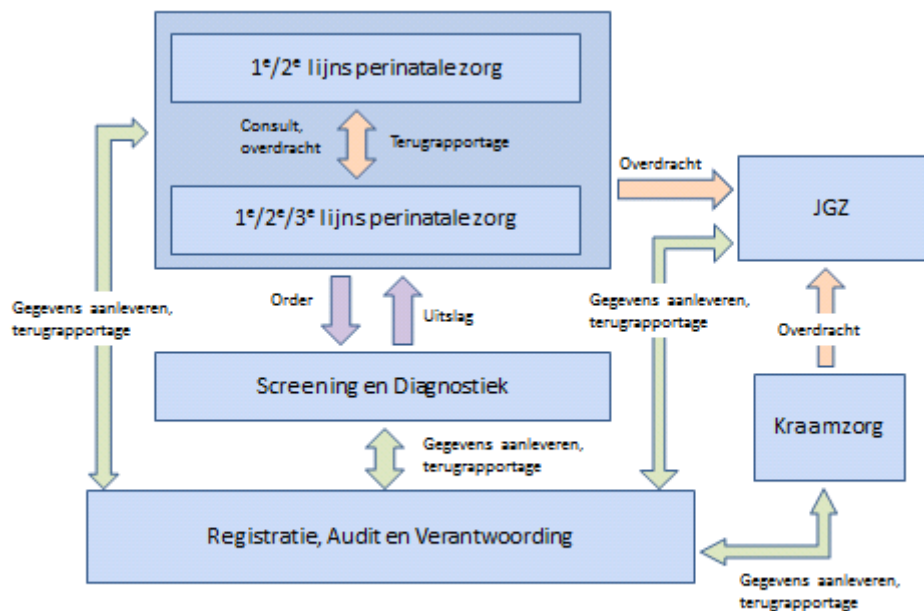 1e/2e lijns perinatale zorg
Consult,
overdracht
Terugrapportage
1e/2e/3e lijns perinatale zorg
Overdracht
JGZ
Gegevens aanleveren,
terugrapportage
Order
Uitslag
Gegevens aanleveren,
terugrapportage
Overdracht
Screening en Diagnostiek
Kraamzorg
Gegevens aanleveren,
terugrapportage
Registratie, Audit en Verantwoording
Gegevens aanleveren,
terugrapportage